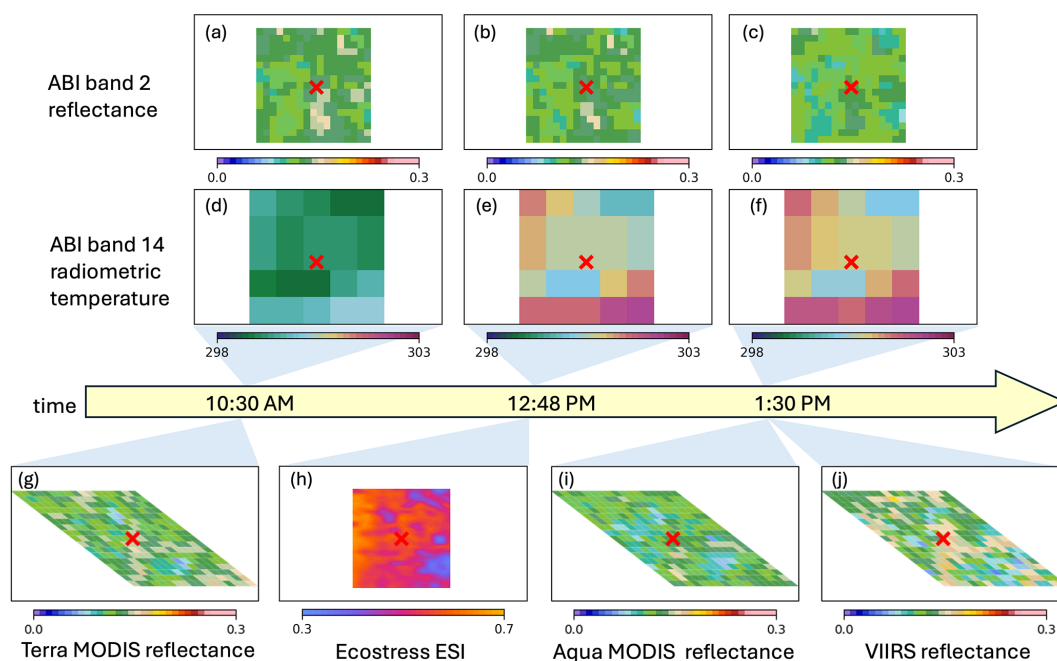 (a) (b) (c)
ABI band 2
reflectance
0.0 0.3 0.0 0.3 0.0 0.3
(d) (e) (f)
ABI band 14
radiometric
temperature
298 303 298 303 298 303
time 10:30 AM 12:48 PM 1:30 PM
(g) (h) (i) (j)
0.0 0.3 0.3 0.7 0.0 0.3 0.0 0.3
Terra MODIS reflectance Ecostress ESI Aqua MODIS reflectance VIIRS reflectance